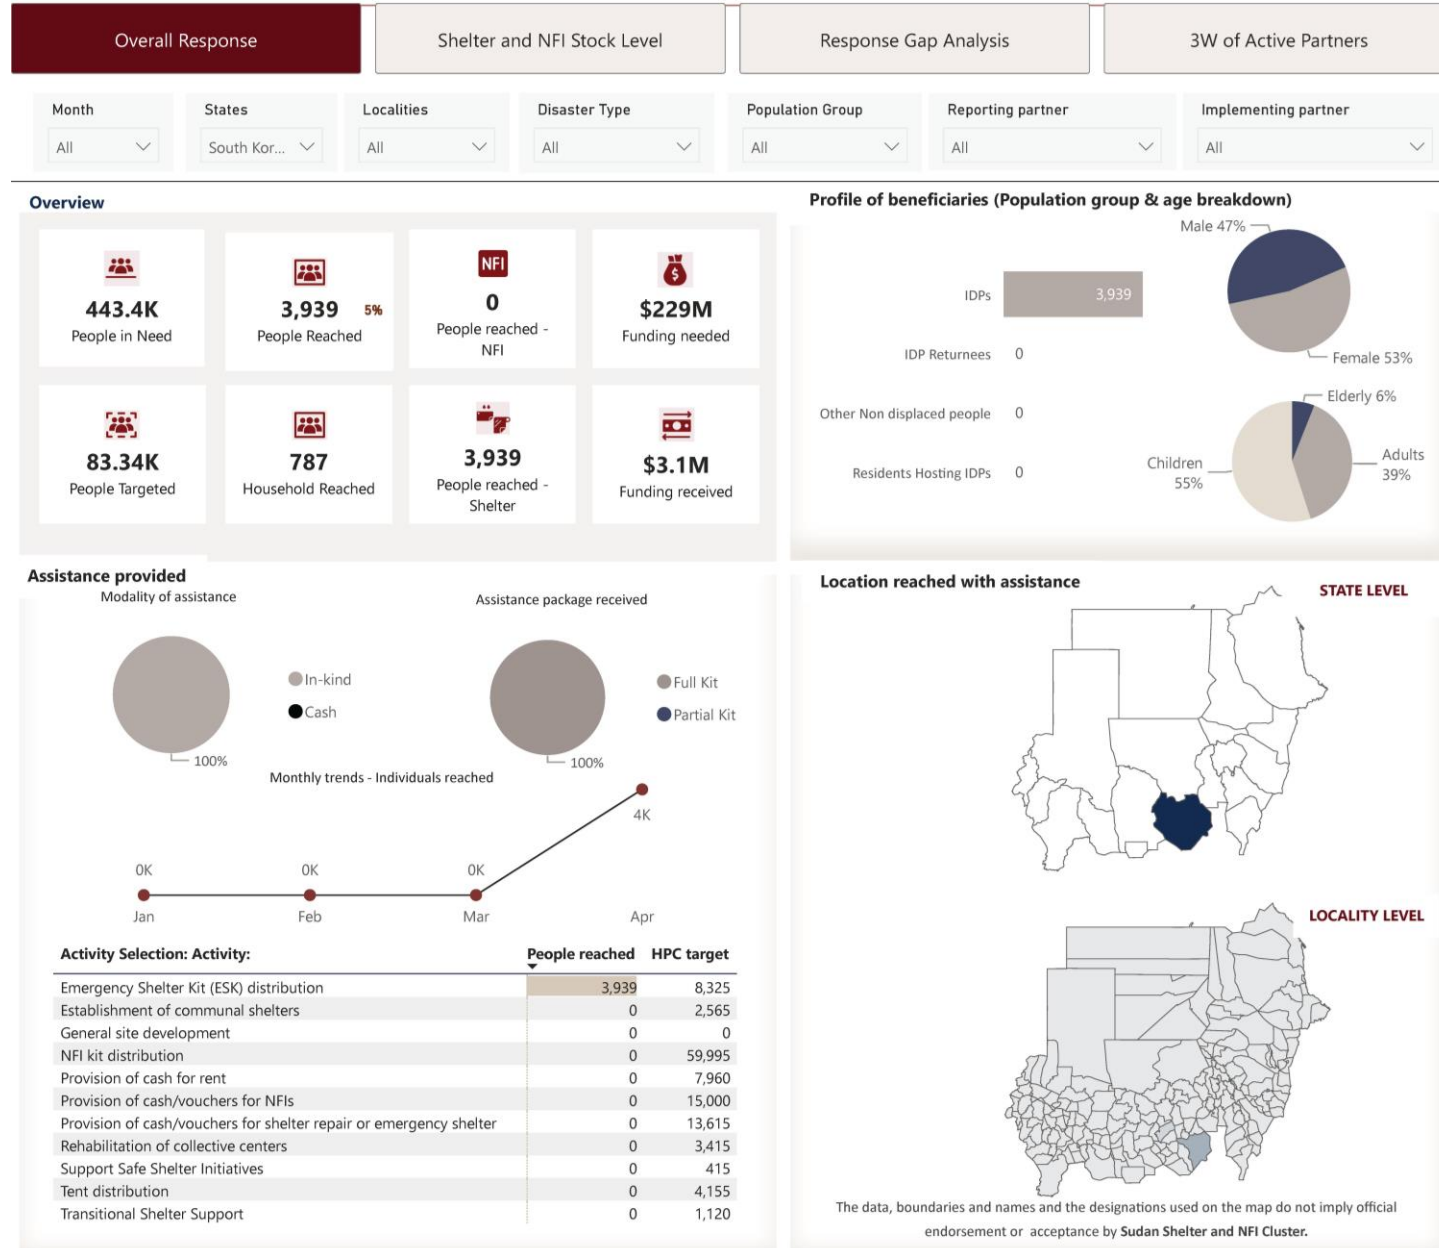 Overall Response
Shelter and NFI Stock Level
Response Gap Analysis
3W of Active Partners
Month
States
Localities
Disaster Type
Population Group
Reporting partner
Implementing partner
All
South Kor...
All
All
All
All
All
Overview
443.4K
People in Need
3,939 5%
People Reached
NFI
0
People reached -
NFI
$229M
Funding needed
83.34K
People Targeted
787
Household Reached
3,939
People reached -
Shelter
$3.1M
Funding received
Profile of beneficiaries (Population group & age breakdown)
IDPs 3,939
IDP Returnees 0
Other Non displaced people 0
Residents Hosting IDPs 0
Male 47%
Female 53%
Elderly 6%
Adults
39%
Children
55%
Assistance provided
Modality of assistance
In-kind
Cash
100%
Assistance package received
Full Kit
Partial Kit
100%
Monthly trends - Individuals reached
0K
0K
0K
4K
Jan
Feb
Mar
Apr
Activity Selection: Activity: People reached HPC target
Emergency Shelter Kit (ESK) distribution 3,939 8,325
Establishment of communal shelters 0 2,565
General site development 0 0
NFI kit distribution 0 59,995
Provision of cash for rent 0 7,960
Provision of cash/vouchers for NFIs 0 15,000
Provision of cash/vouchers for shelter repair or emergency shelter 0 13,615
Rehabilitation of collective centers 0 3,415
Support Safe Shelter Initiatives 0 415
Tent distribution 0 4,155
Transitional Shelter Support 0 1,120
Location reached with assistance
STATE LEVEL
LOCALITY LEVEL
The data, boundaries and names and the designations used on the map do not imply official
endorsement or acceptance by Sudan Shelter and NFI Cluster.